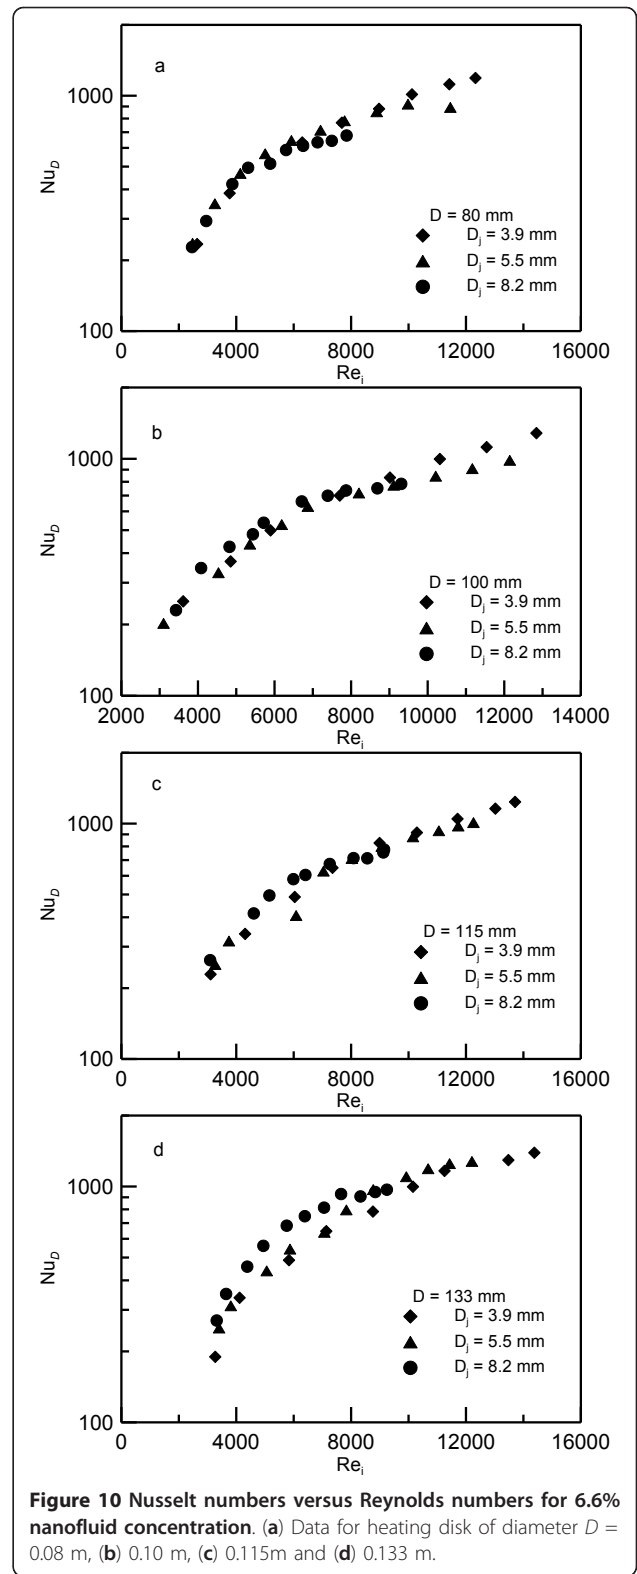 a
1000
Nu_D
D = 80 mm
D_j = 3.9 mm
D_j = 5.5 mm
D_j = 8.2 mm
100
0 4000 8000 12000 16000
Re_i
b
1000
Nu_D
D = 100 mm
D_j = 3.9 mm
D_j = 5.5 mm
D_j = 8.2 mm
100
2000 4000 6000 8000 10000 12000 14000
Re_i
c
1000
Nu_D
D = 115 mm
D_j = 3.9 mm
D_j = 5.5 mm
D_j = 8.2 mm
100
0 4000 8000 12000 16000
Re_i
d
1000
Nu_D
D = 133 mm
D_j = 3.9 mm
D_j = 5.5 mm
D_j = 8.2 mm
100
0 4000 8000 12000 16000
Re_i
Figure 10 Nusselt numbers versus Reynolds numbers for 6.6%
nanofluid concentration. (a) Data for heating disk of diameter D =
0.08 m, (b) 0.10 m, (c) 0.115m and (d) 0.133 m.